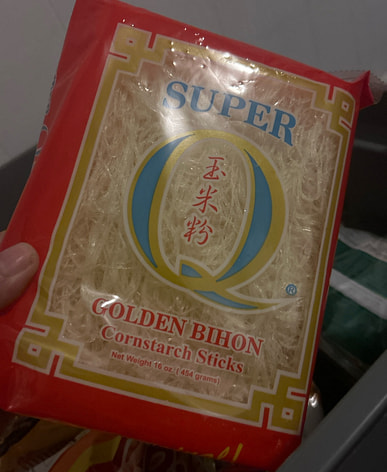 SUPER
Q
玉
米
粉
®
GOLDEN BIHON
Cornstarch Sticks
Net Weight 16 oz. ( 454 grams)